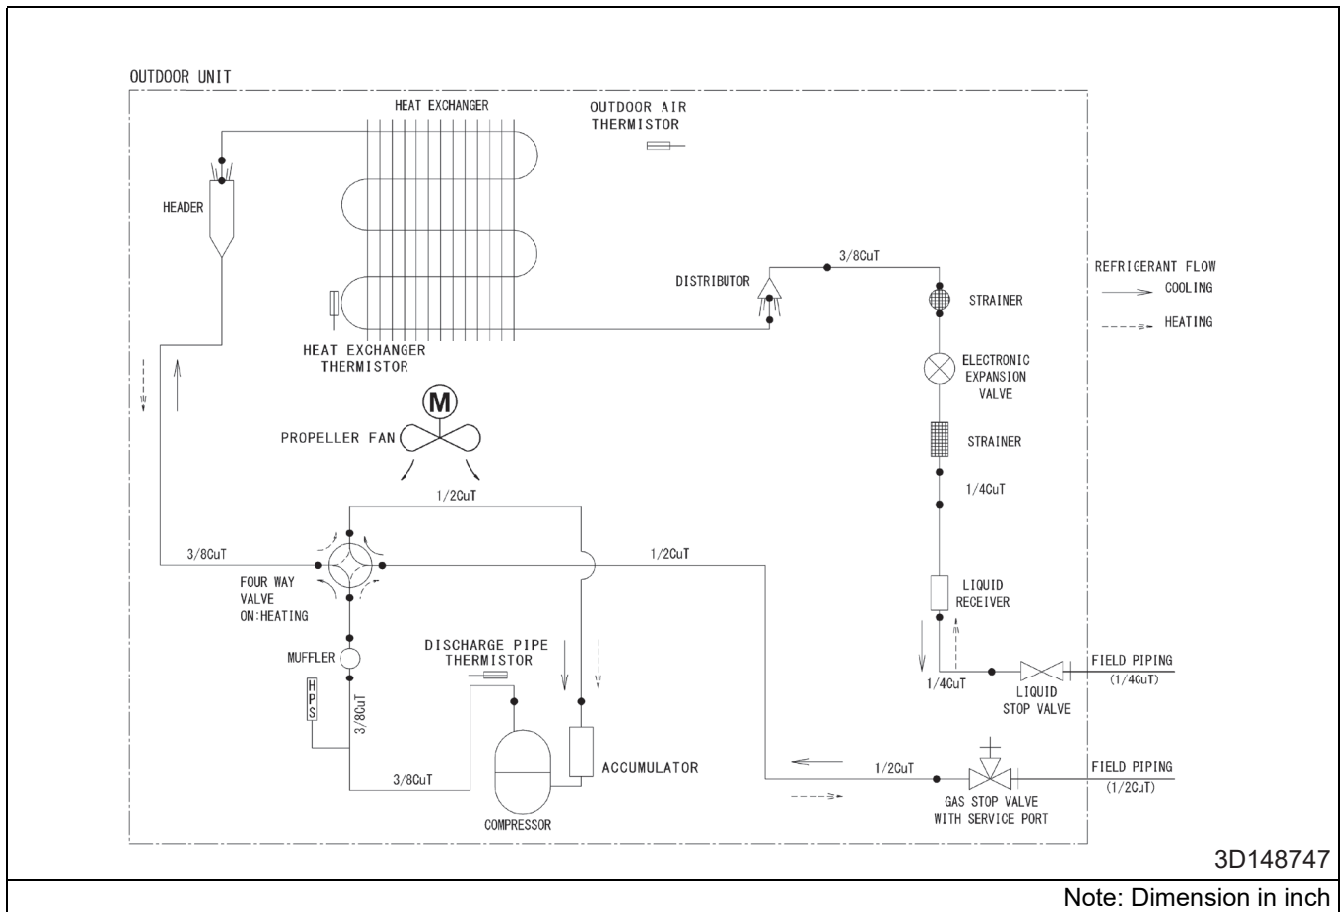 OUTDOOR UNIT
HEAT EXCHANGER
OUTDOOR AIR
THERMISTOR
HEADER
3/8CuT
DISTRIBUTOR
STRAINER
REFRIGERANT FLOW
COOLING
HEATING
HEAT EXCHANGER
THERMISTOR
ELECTRONIC
EXPANSION
VALVE
M
PROPELLER FAN
STRAINER
1/2CuT
1/4CuT
3/8CuT
1/2CuT
FOUR WAY
VALVE
ON:HEATING
LIQUID
RECEIVER
MUFFLER
DISCHARGE PIPE
THERMISTOR
HPS
3/8CuT
1/4CuT
LIQUID
STOP VALVE
FIELD PIPING
(1/4CuT)
3/8CuT
ACCUMULATOR
COMPRESSOR
1/2CuT
GAS STOP VALVE
WITH SERVICE PORT
FIELD PIPING
(1/2CuT)
3D148747
Note: Dimension in inch